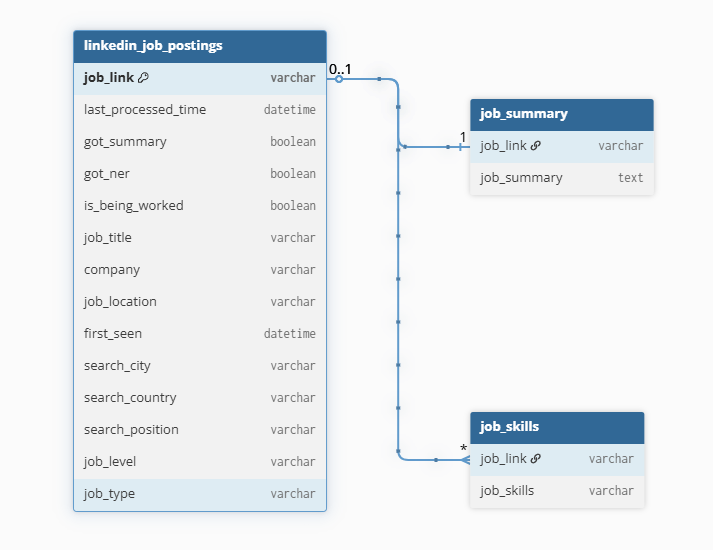 linkedin_job_postings
job_link varchar
last_processed_time datetime
got_summary boolean
got_ner boolean
is_being_worked boolean
job_title varchar
company varchar
job_location varchar
first_seen datetime
search_city varchar
search_country varchar
search_position varchar
job_level varchar
job_type varchar
0..1
1
job_summary
job_link varchar
job_summary text
*
job_skills
job_link varchar
job_skills varchar